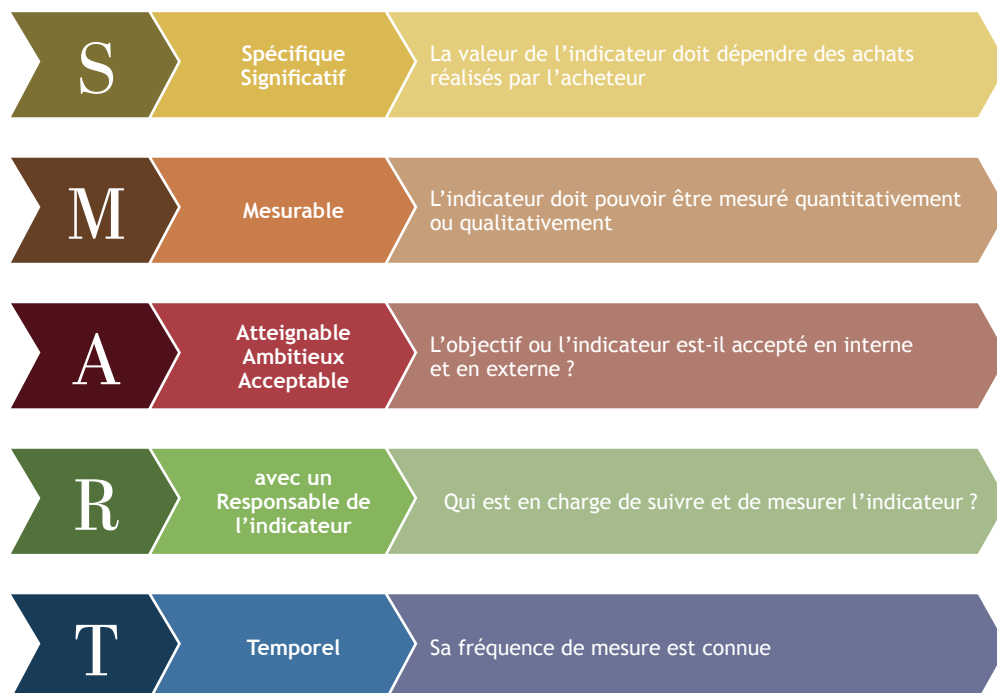 S
Spécifique
Significatif
La valeur de l’indicateur doit dépendre des achats
réalisés par l’acheteur
M
Mesurable
L’indicateur doit pouvoir être mesuré quantitativement
ou qualitativement
A
Atteignable
Ambitieux
Acceptable
L’objectif ou l’indicateur est-il accepté en interne
et en externe ?
R
avec un
Responsable de
l’indicateur
Qui est en charge de suivre et de mesurer l’indicateur ?
T
Temporel
Sa fréquence de mesure est connue